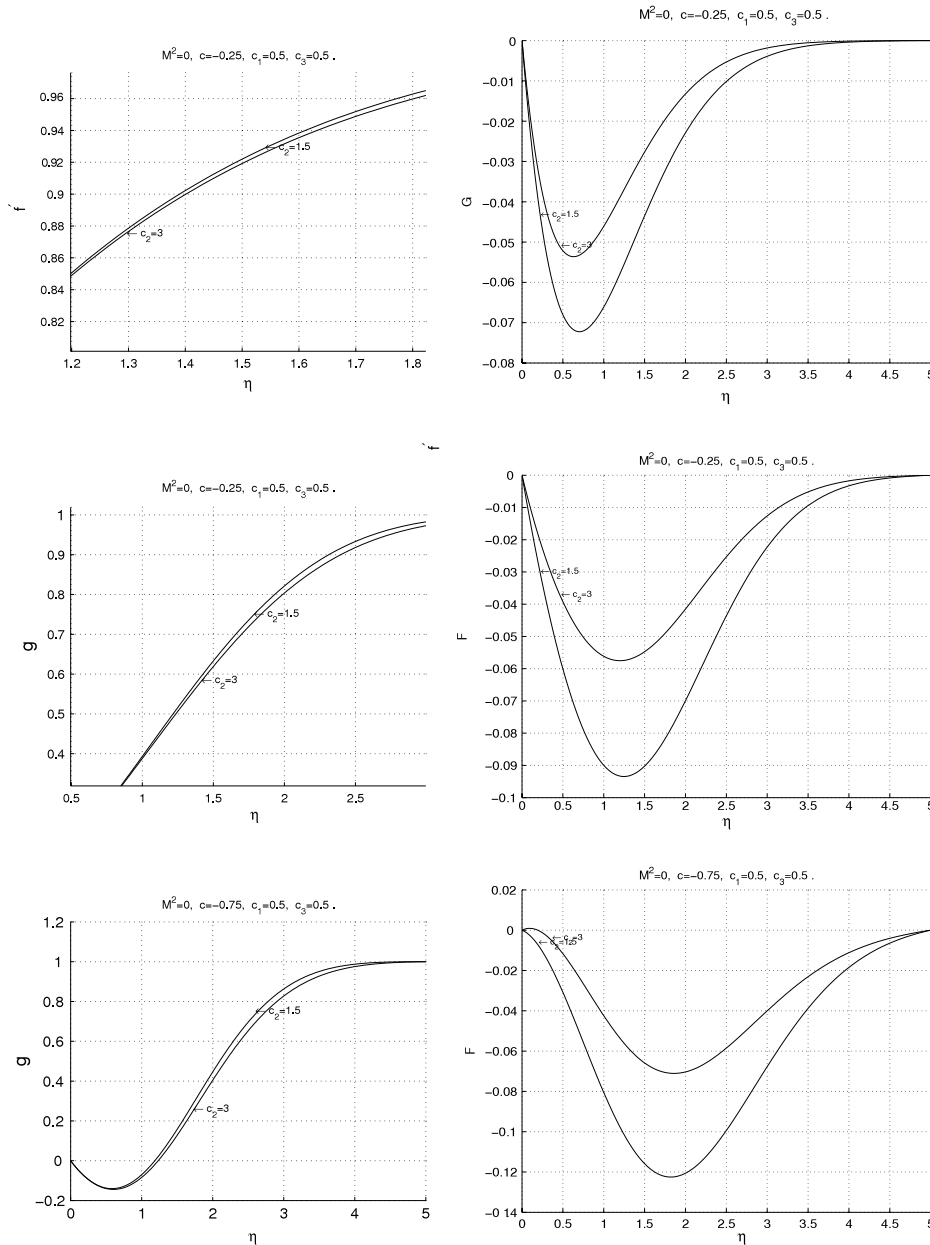 M²=0, c=−0.25, c₁=0.5, c₃=0.5 .
0.96
0.94
0.92
0.9
0.88
0.86
0.84
0.82
f′
←c₂=1.5
←c₂=3
1.2 1.3 1.4 1.5 1.6 1.7 1.8
η
M²=0, c=−0.25, c₁=0.5, c₃=0.5 .
0
−0.01
−0.02
−0.03
−0.04
−0.05
−0.06
−0.07
−0.08
G
←c₂=1.5
←c₂=3
0 0.5 1 1.5 2 2.5 3 3.5 4 4.5 5
η
M²=0, c=−0.25, c₁=0.5, c₃=0.5 .
1
0.9
0.8
0.7
0.6
0.5
0.4
g
←c₂=1.5
←c₂=3
0.5 1 1.5 2 2.5
η
f′
M²=0, c=−0.25, c₁=0.5, c₃=0.5 .
0
−0.01
−0.02
−0.03
−0.04
−0.05
−0.06
−0.07
−0.08
−0.09
−0.1
F
←c₂=1.5
←c₂=3
0 0.5 1 1.5 2 2.5 3 3.5 4 4.5 5
η
M²=0, c=−0.75, c₁=0.5, c₃=0.5 .
1.2
1
0.8
0.6
0.4
0.2
0
−0.2
g
←c₂=1.5
←c₂=3
0 1 2 3 4 5
η
M²=0, c=−0.75, c₁=0.5, c₃=0.5 .
0.02
0
−0.02
−0.04
−0.06
−0.08
−0.1
−0.12
−0.14
F
←c₂=3
←c₂=1.5
0 0.5 1 1.5 2 2.5 3 3.5 4 4.5 5
η